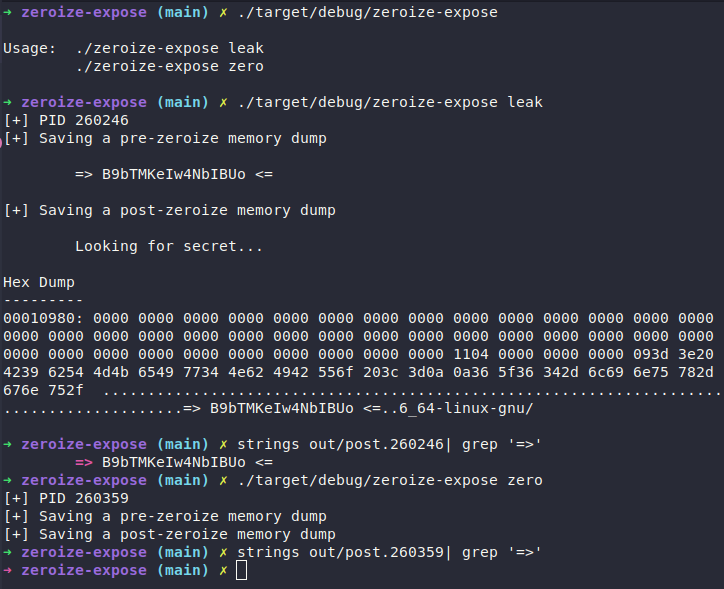 ➜ zeroize-expose (main) ✗ ./target/debug/zeroize-expose
Usage:  ./zeroize-expose leak
        ./zeroize-expose zero
➜ zeroize-expose (main) ✗ ./target/debug/zeroize-expose leak
[+] PID 260246
[+] Saving a pre-zeroize memory dump
        => B9bTMKeIw4NbIBUo <=
[+] Saving a post-zeroize memory dump
        Looking for secret...
Hex Dump
---------
00010980: 0000 0000 0000 0000 0000 0000 0000 0000 0000 0000 0000 0000 0000 0000
0000 0000 0000 0000 0000 0000 0000 0000 0000 0000 0000 0000 0000 0000 0000 0000
0000 0000 0000 0000 0000 0000 0000 0000 0000 0000 1104 0000 0000 0000 093d 3e20
4239 6254 4d4b 6549 7734 4e62 4942 556f 203c 3d0a 0a36 5f36 342d 6c69 6e75 782d
676e 752f  .....................................................................
....................=> B9bTMKeIw4NbIBUo <=..6_64-linux-gnu/
➜ zeroize-expose (main) ✗ strings out/post.260246| grep '=>'
        => B9bTMKeIw4NbIBUo <=
➜ zeroize-expose (main) ✗ ./target/debug/zeroize-expose zero
[+] PID 260359
[+] Saving a pre-zeroize memory dump
[+] Saving a post-zeroize memory dump
➜ zeroize-expose (main) ✗ strings out/post.260359| grep '=>'
➜ zeroize-expose (main) ✗